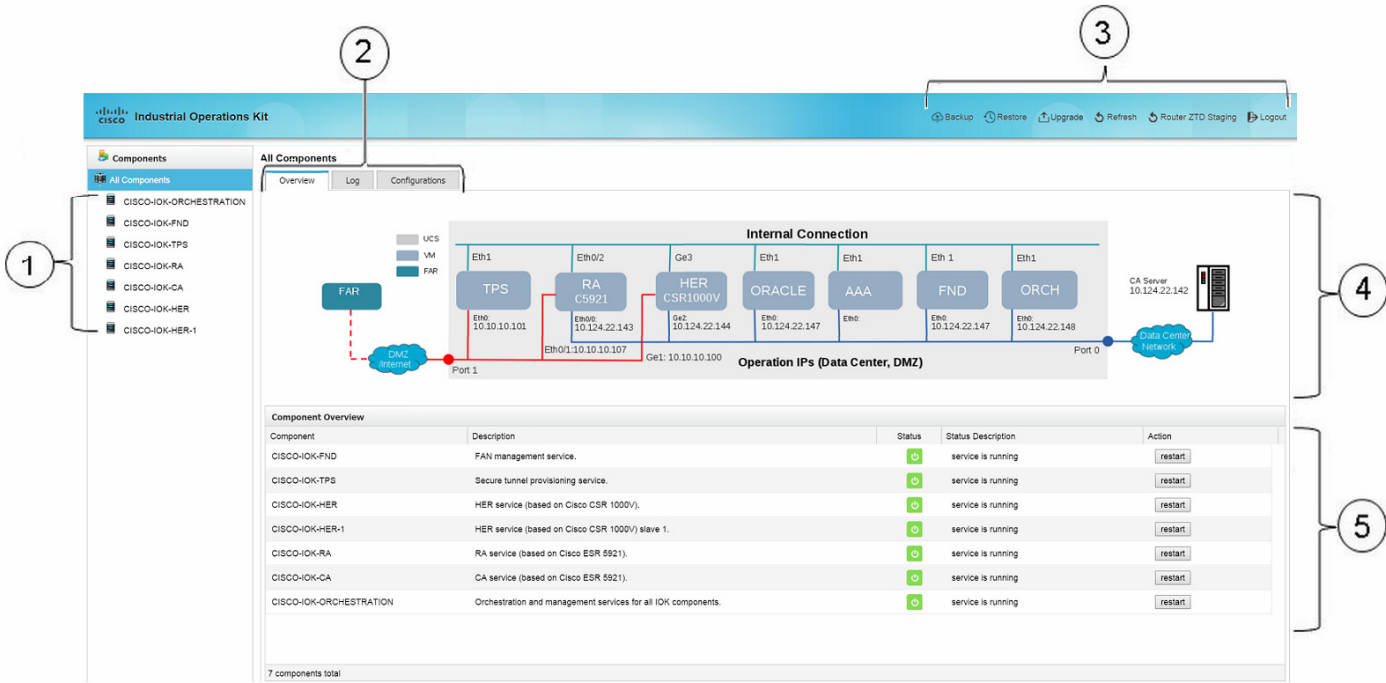 2
3
cisco Industrial Operations Kit
Backup Restore Upgrade Refresh Router ZTD Staging Logout
Components
All Components
CISCO-IOK-ORCHESTRATION
CISCO-IOK-FND
CISCO-IOK-TPS
CISCO-IOK-RA
CISCO-IOK-CA
CISCO-IOK-HER
CISCO-IOK-HER-1
1
All Components
Overview Log Configurations
UCS
VM
FAR
Internal Connection
Eth1 Eth0/2 Ge3 Eth1 Eth1 Eth 1 Eth1
FAR
TPS
RA
C5921
HER
CSR1000V
ORACLE
AAA
FND
ORCH
CA Server
10.124.22.142
4
Eth0:
10.10.10.101
Eth0/0:
10.124.22.143
Ge2:
10.124.22.144
Eth0:
10.124.22.147
Eth0:
Eth0:
10.124.22.147
Eth0:
10.124.22.148
DMZ
/Internet
Port 1
Eth0/1:10.10.10.107
Ge1: 10.10.10.100
Operation IPs (Data Center, DMZ)
Port 0
Data Center
Network
Component Overview
Component Description Status Status Description Action
CISCO-IOK-FND FAN management service. service is running restart
CISCO-IOK-TPS Secure tunnel provisioning service. service is running restart
CISCO-IOK-HER HER service (based on Cisco CSR 1000V). service is running restart
CISCO-IOK-HER-1 HER service (based on Cisco CSR 1000V) slave 1. service is running restart
CISCO-IOK-RA RA service (based on Cisco ESR 5921). service is running restart
CISCO-IOK-CA CA service (based on Cisco ESR 5921). service is running restart
CISCO-IOK-ORCHESTRATION Orchestration and management services for all IOK components. service is running restart
5
7 components total